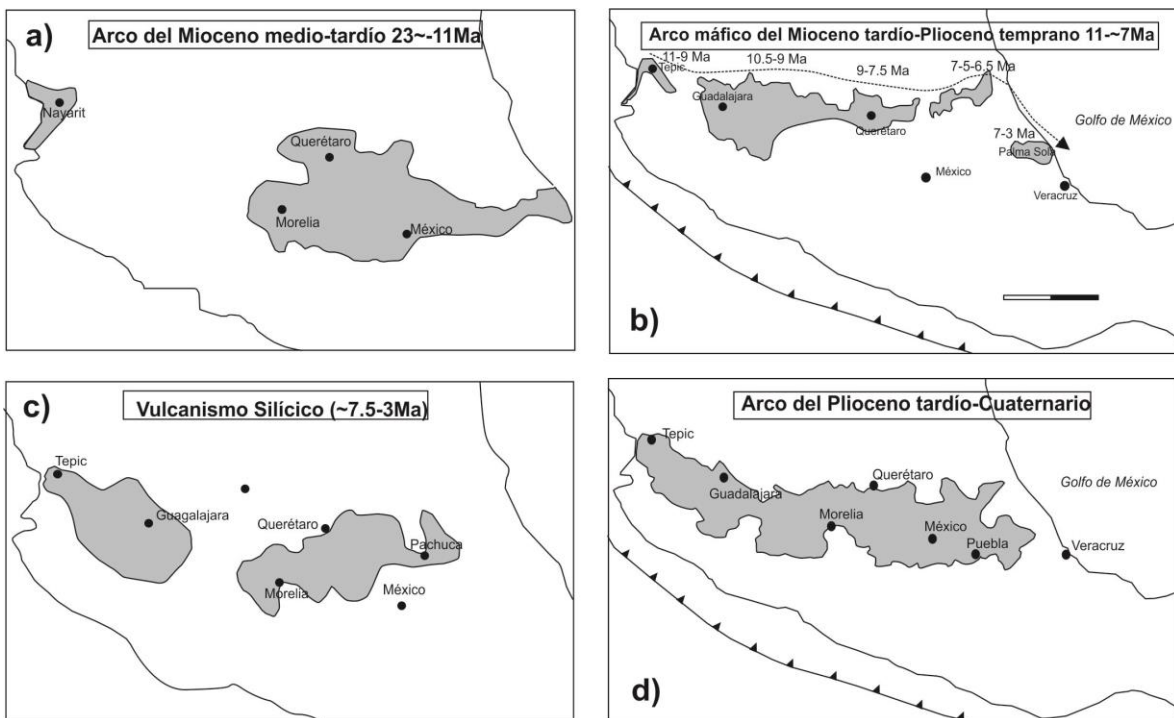 a)
Arco del Mioceno medio-tardío 23~-11Ma
Nayarit
Querétaro
Morelia
México
Arco máfico del Mioceno tardío-Plioceno temprano 11-~7Ma
11-9 Ma
10.5-9 Ma
9-7.5 Ma
7-5-6.5 Ma
Tepic
Guadalajara
Querétaro
Golfo de México
7-3 Ma
Palma Sola
México
Veracruz
b)
c)
Vulcanismo Silícico (~7.5-3Ma)
Tepic
Guagalajara
Querétaro
Pachuca
Morelia
México
Arco del Plioceno tardío-Cuaternario
Tepic
Guadalajara
Querétaro
Golfo de México
Morelia
México
Puebla
Veracruz
d)